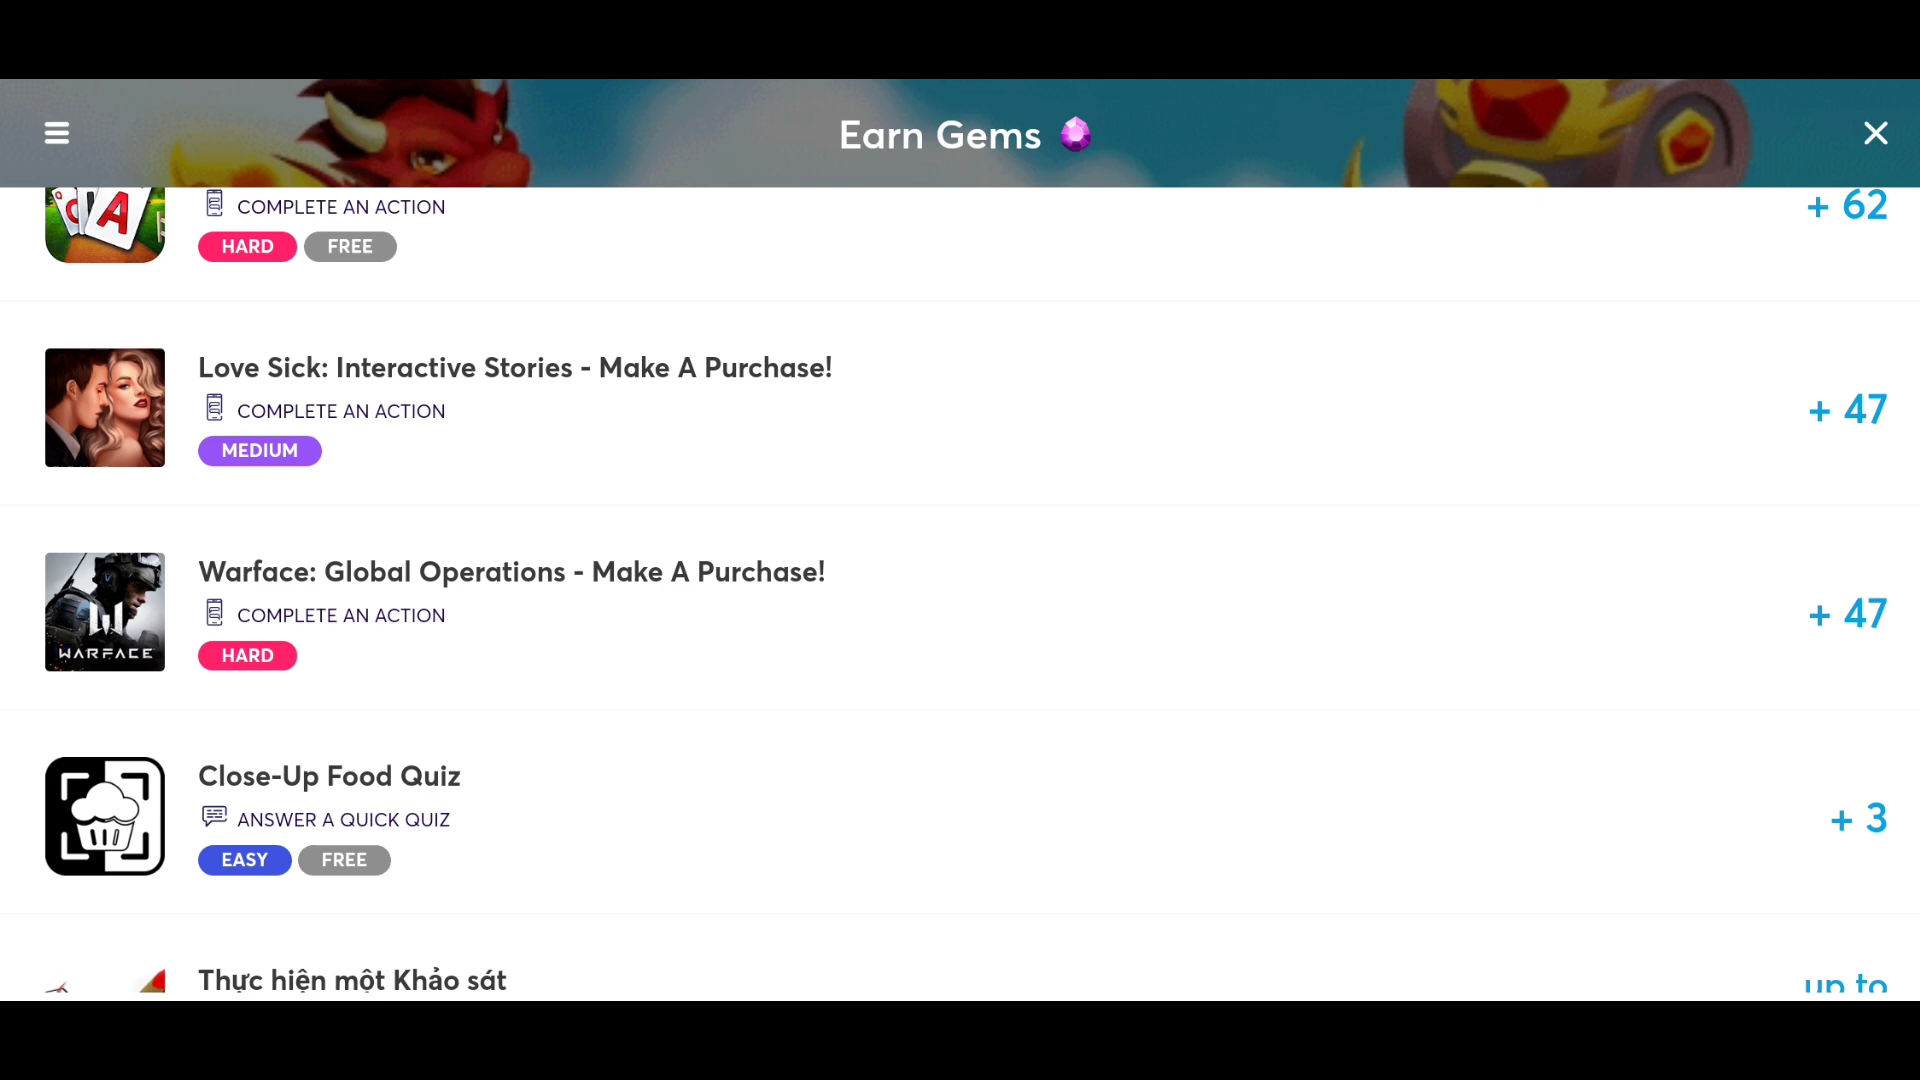 Earn Gems
COMPLETE AN ACTION
+ 62
HARD FREE
Love Sick: Interactive Stories - Make A Purchase!
COMPLETE AN ACTION
+ 47
MEDIUM
Warface: Global Operations - Make A Purchase!
COMPLETE AN ACTION
+ 47
HARD
WARFACE
Close-Up Food Quiz
ANSWER A QUICK QUIZ
+ 3
EASY FREE
Thực hiện một Khảo sát
up to